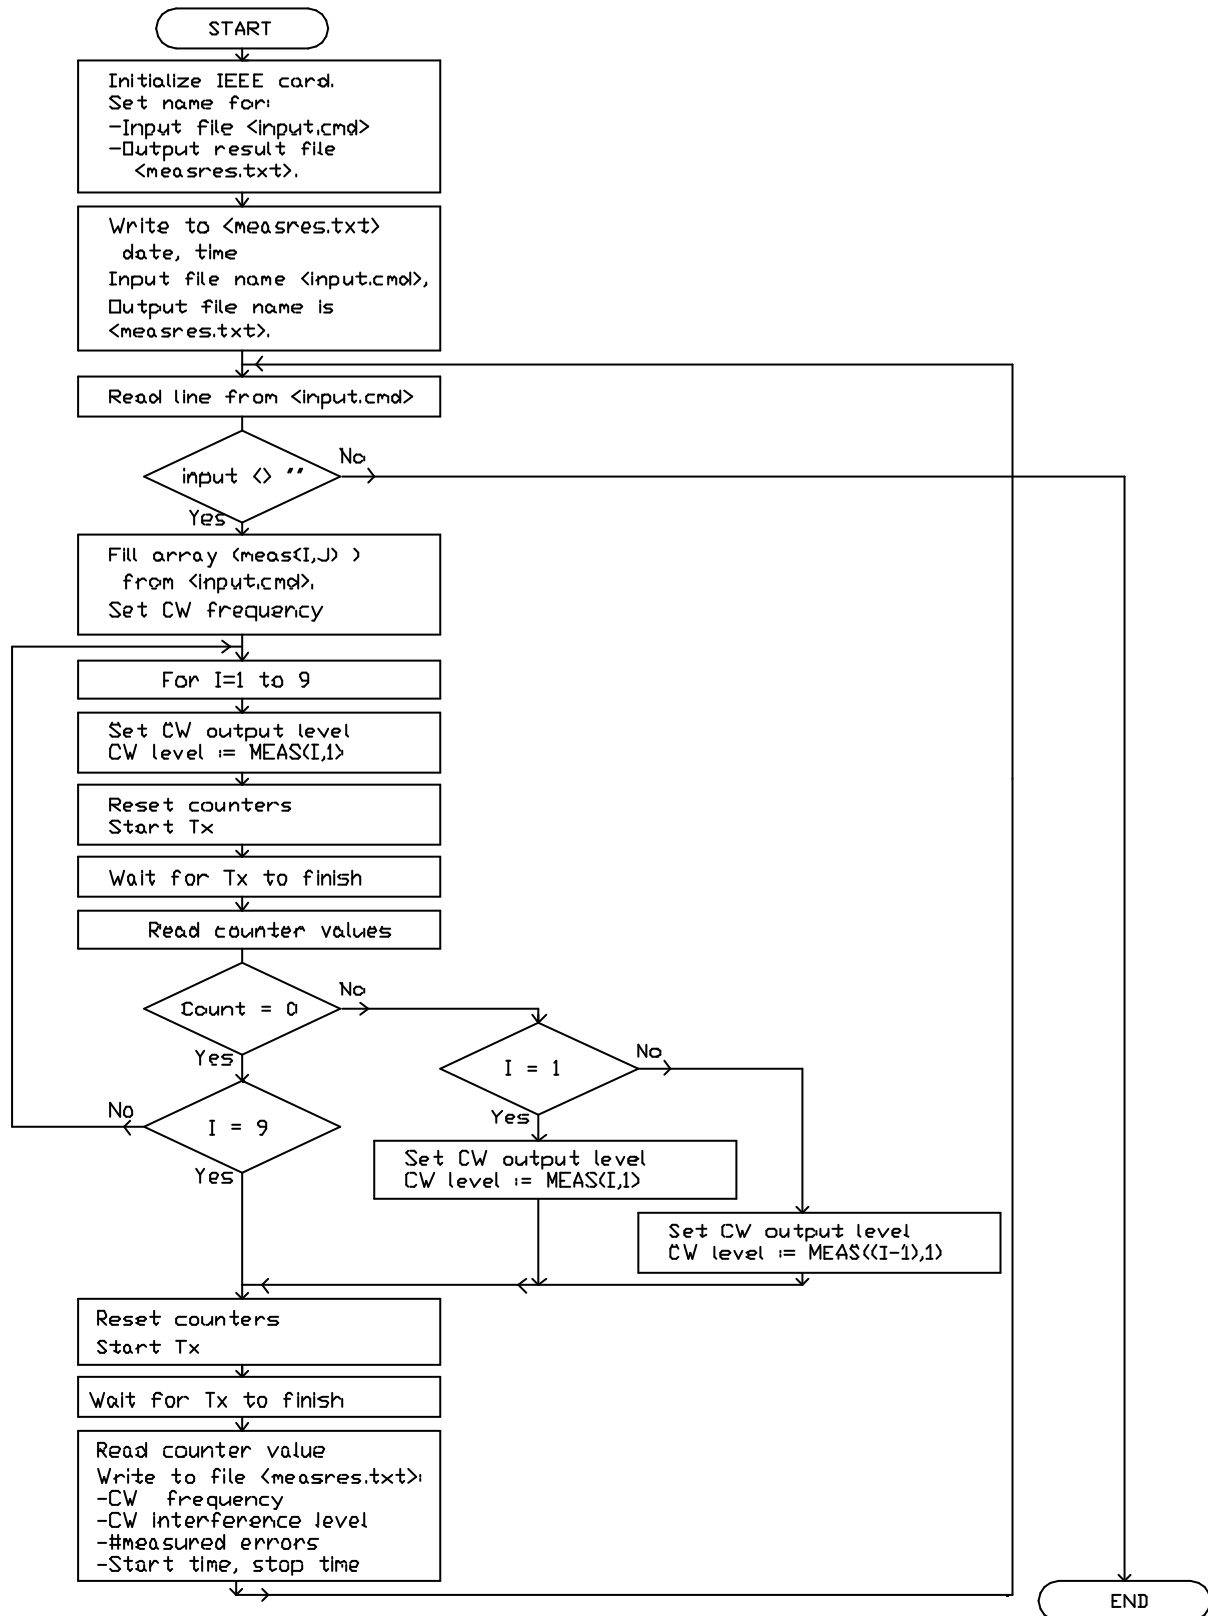 START
Initialize IEEE card.
Set name for:
-Input file <input.cmd>
-Output result file
<measres.txt>.
Write to <measres.txt>
date, time
Input file name <input.cmd>,
Output file name is
<measres.txt>.
Read line from <input.cmd>
input <> ""
No
Yes
Fill array (meas(I,J) )
from <input.cmd>.
Set CW frequency
For I=1 to 9
Set CW output level
CW level := MEAS(I,1)
Reset counters
Start Tx
Wait for Tx to finish
Read counter values
Count = 0
No
Yes
I = 1
No
Yes
I = 9
No
Yes
Set CW output level
CW level := MEAS(I,1)
Set CW output level
CW level := MEAS((I-1),1)
Reset counters
Start Tx
Wait for Tx to finish
Read counter value
Write to file <measres.txt>:
-CW frequency
-CW interference level
-#measured errors
-Start time, stop time
END